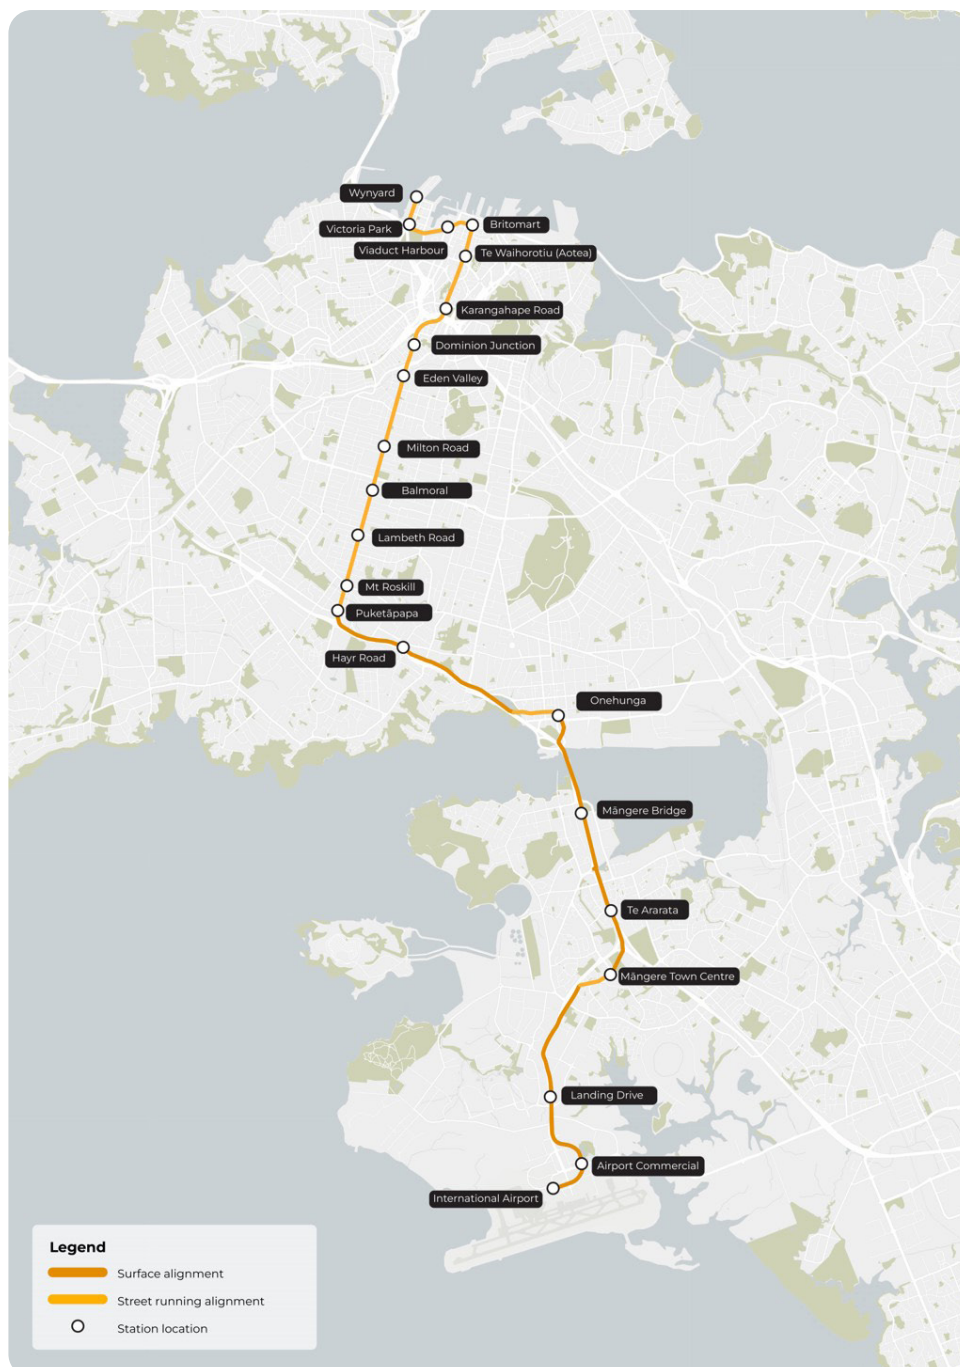 Wynyard
Victoria Park
Britomart
Viaduct Harbour
Te Waihorotiu (Aotea)
Karangahape Road
Dominion Junction
Eden Valley
Milton Road
Balmoral
Lambeth Road
Mt Roskill
Puketāpapa
Hayr Road
Onehunga
Māngere Bridge
Te Ararata
Māngere Town Centre
Landing Drive
Airport Commercial
International Airport
Legend
Surface alignment
Street running alignment
Station location